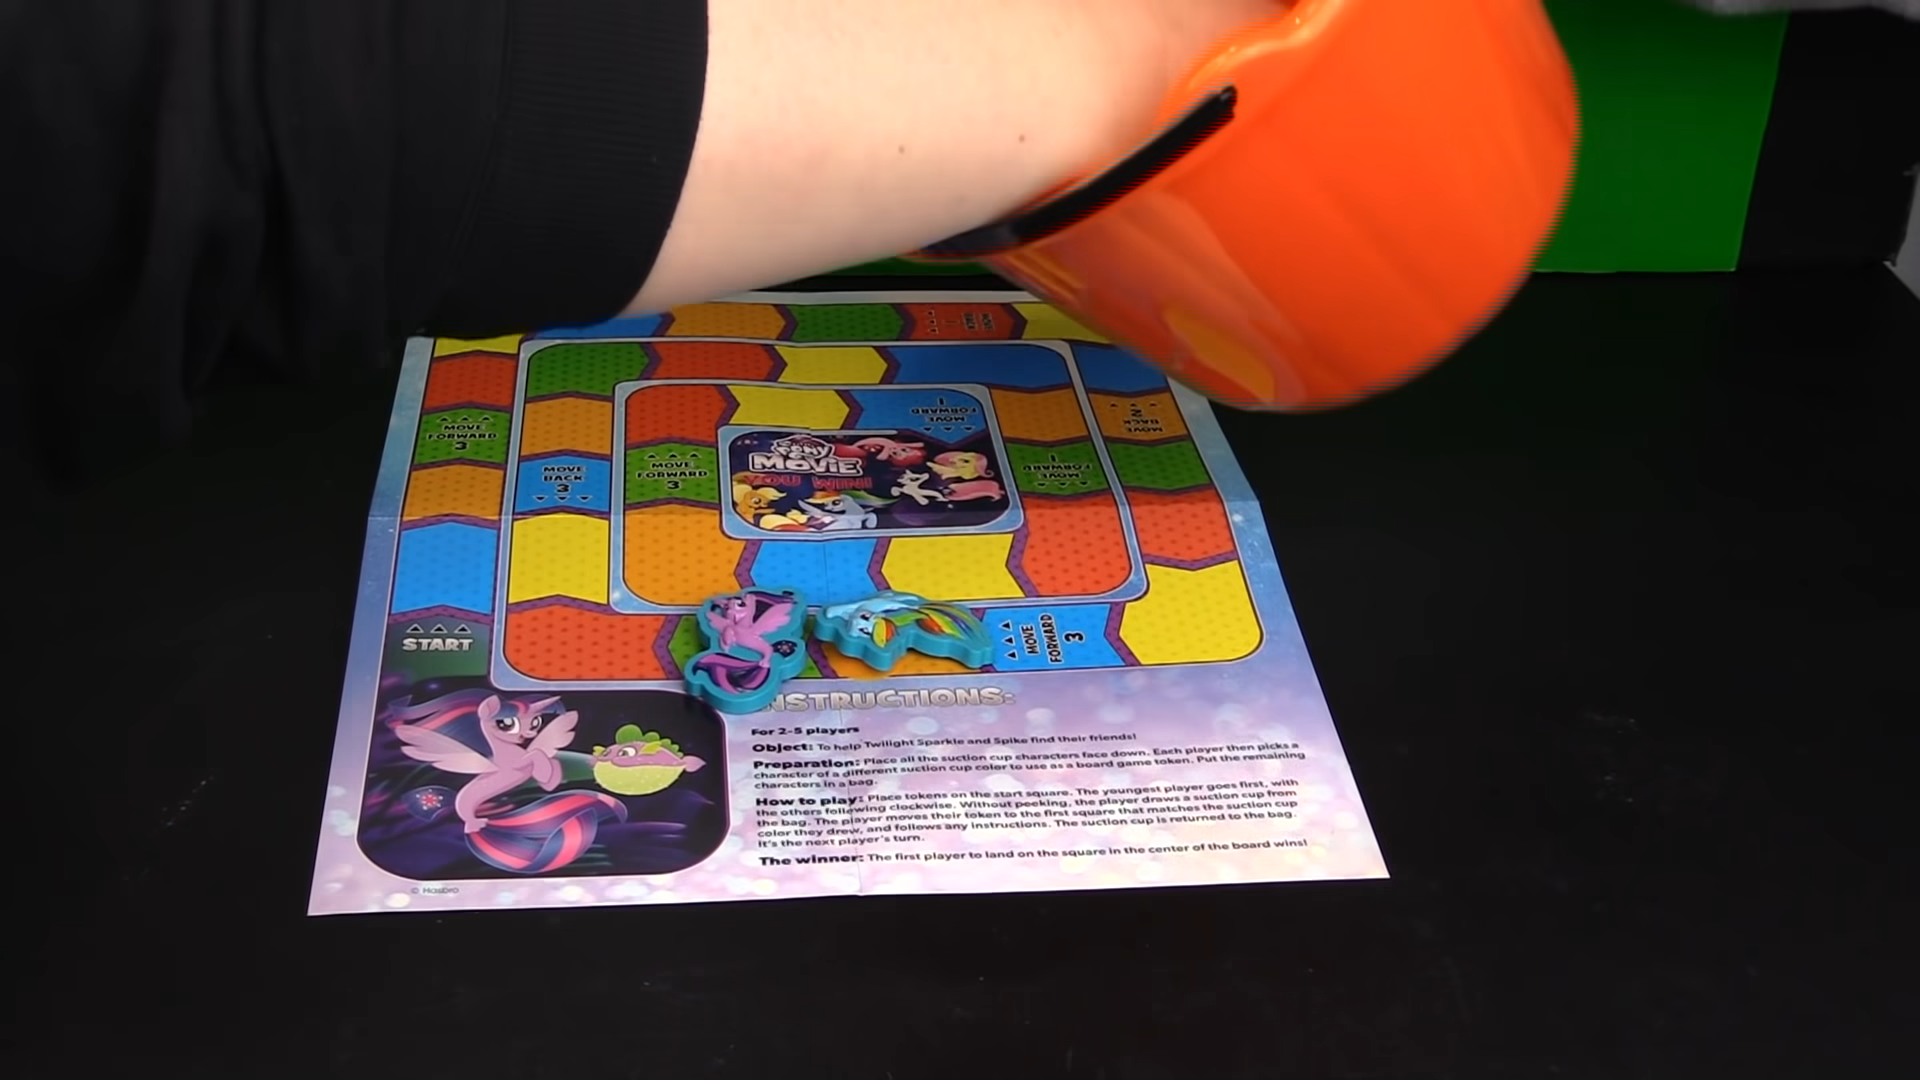 MOVE
FORWARD
3
MOVE
BACK
3
MOVE
FORWARD
3
PONY
MOVIE
YOU WIN!
MOVE
FORWARD
1
MOVE
FORWARD
1
MOVE
BACK
2
MOVE
FORWARD
3
START
INSTRUCTIONS:
For 2-5 players
Object: To help Twilight Sparkle and Spike find their friends!
Preparation: Place all the suction cup characters face down. Each player then picks a
character of a different suction cup color to use as a board game token. Put the remaining
characters in a bag.
How to play: Place tokens on the start square. The youngest player goes first, with
the others following clockwise. Without peeking, the player draws a suction cup from
the bag. The player moves their token to the first square that matches the suction cup
color they drew, and follows any instructions. The suction cup is returned to the bag.
It's the next player's turn.
The winner: The first player to land on the square in the center of the board wins!
© Hasbro